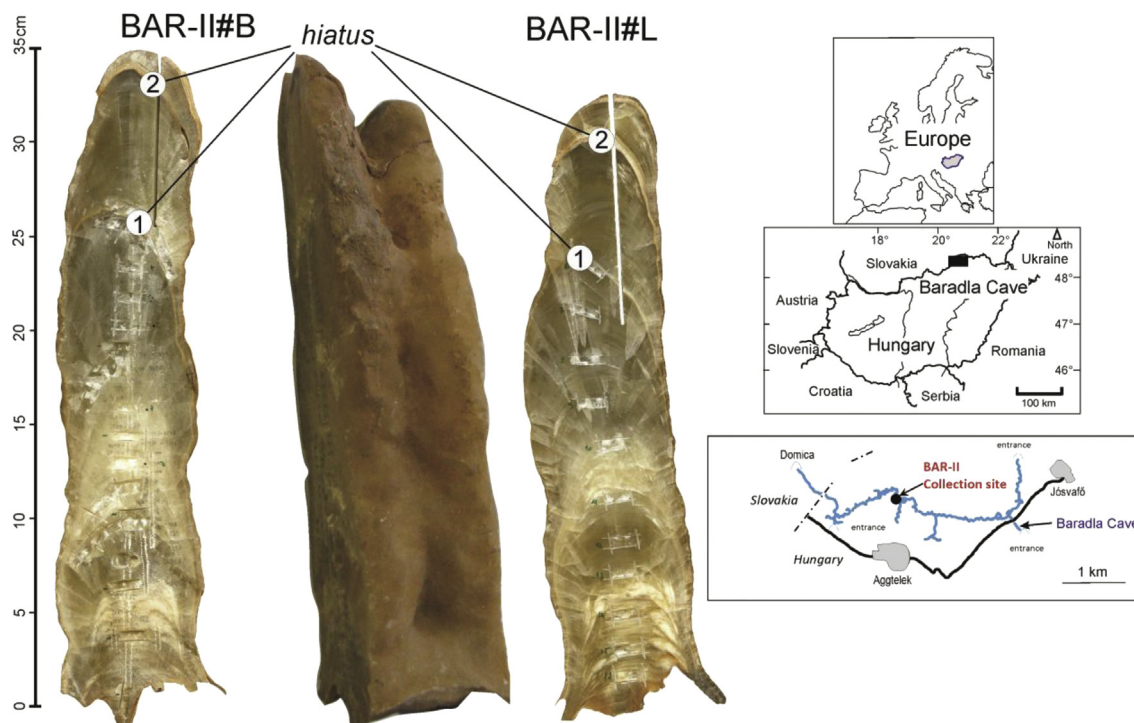 BAR-II#B
hiatus
BAR-II#L
35cm
30
25
20
15
10
5
0
2
1
2
1
Europe
18°
20°
22°
North
Slovakia
Ukraine
48°
Baradla Cave
Austria
47°
Hungary
Slovenia
Romania
46°
Croatia
Serbia
100 km
Domica
entrance
BAR-II
Collection site
Jósvafő
Slovakia
entrance
Baradla Cave
Hungary
entrance
Aggtelek
1 km